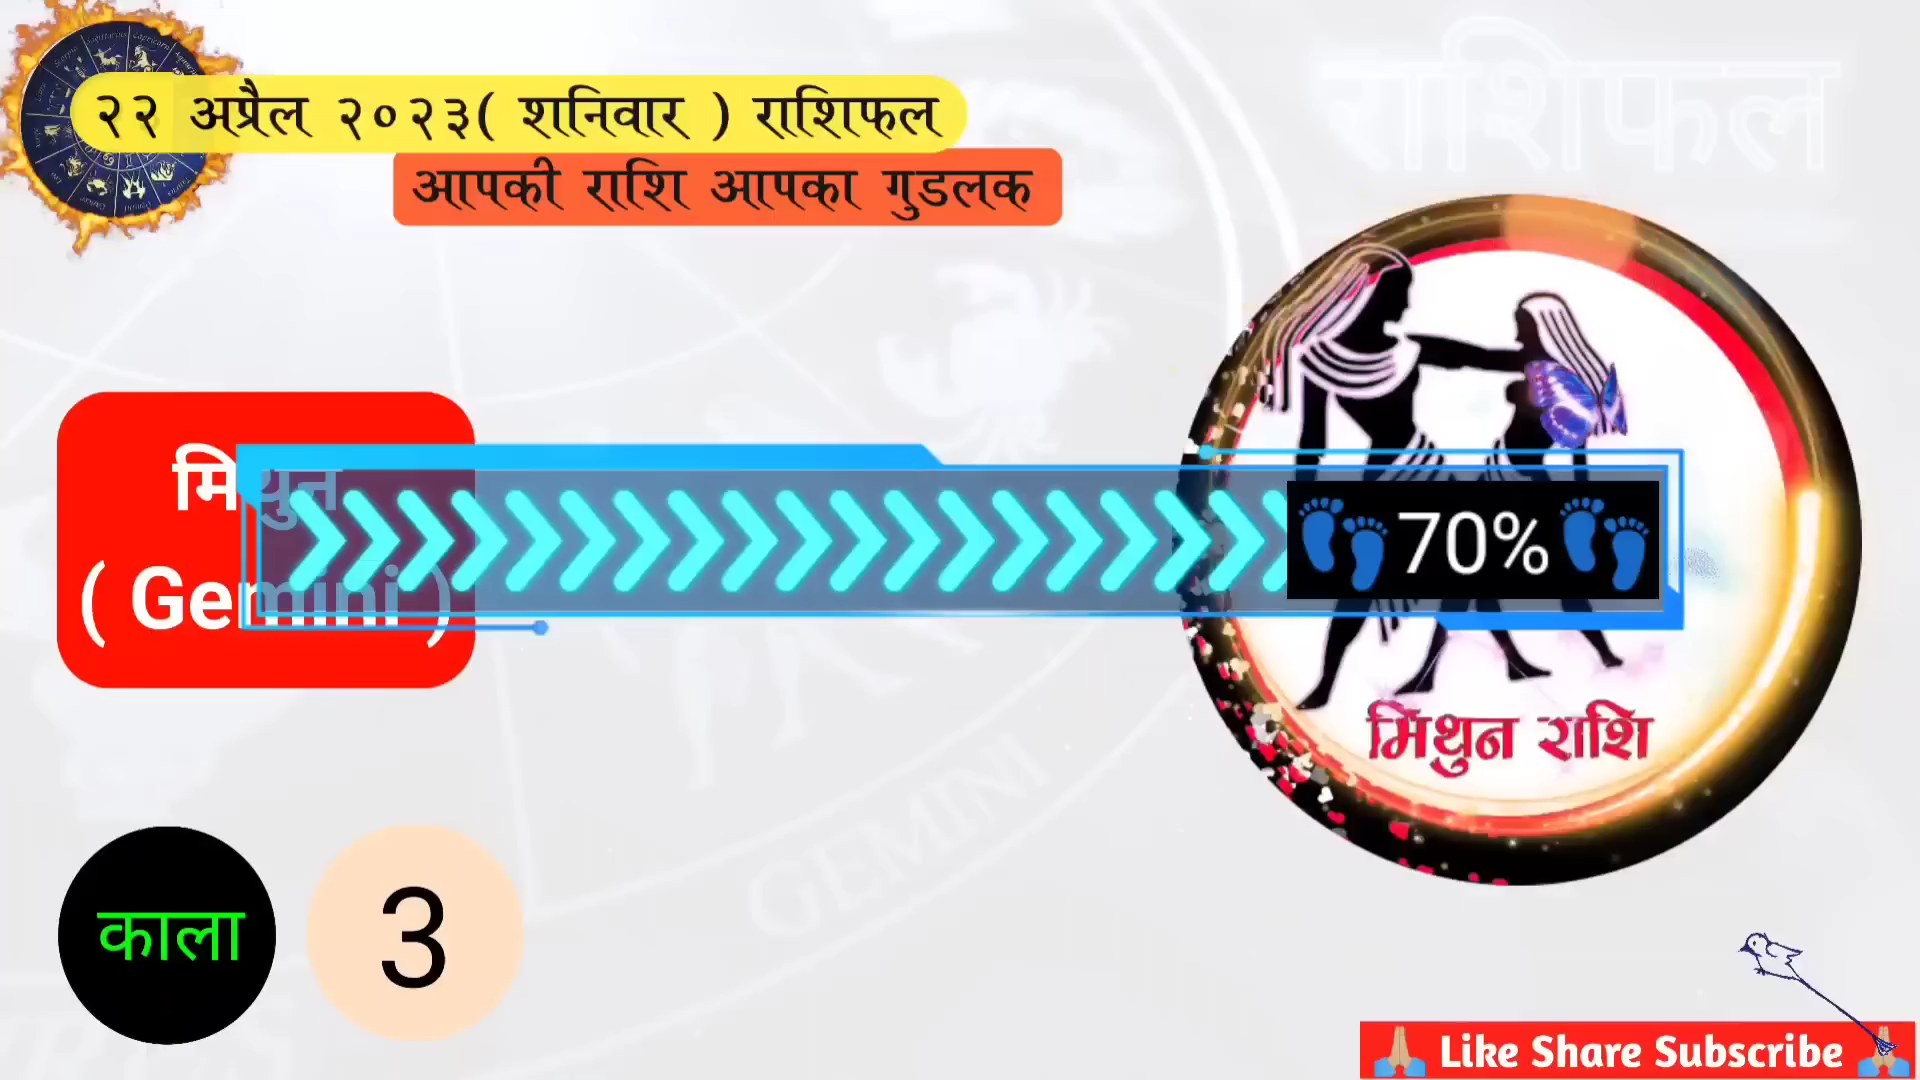 २२ अप्रैल २०२३( शनिवार ) राशिफल
आपकी राशि आपका गुडलक
राशिफल
मिथुन
( Gemini )
70%
मिथुन राशि
GEMINI
काला
3
Like Share Subscribe